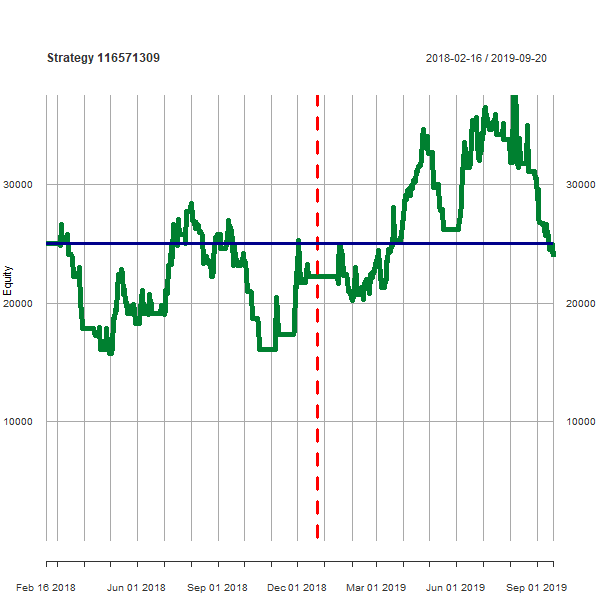 Strategy 116571309
2018-02-16 / 2019-09-20
30000
30000
Equity
20000
20000
10000
10000
Feb 16 2018
Jun 01 2018
Sep 01 2018
Dec 01 2018
Mar 01 2019
Jun 01 2019
Sep 01 2019